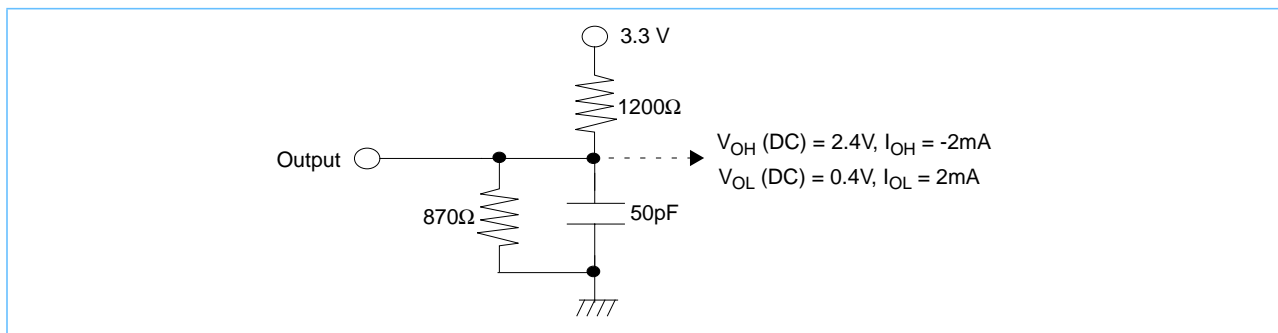 3.3 V
1200Ω
Output
V_OH (DC) = 2.4V, I_OH = -2mA
V_OL (DC) = 0.4V, I_OL = 2mA
870Ω
50pF